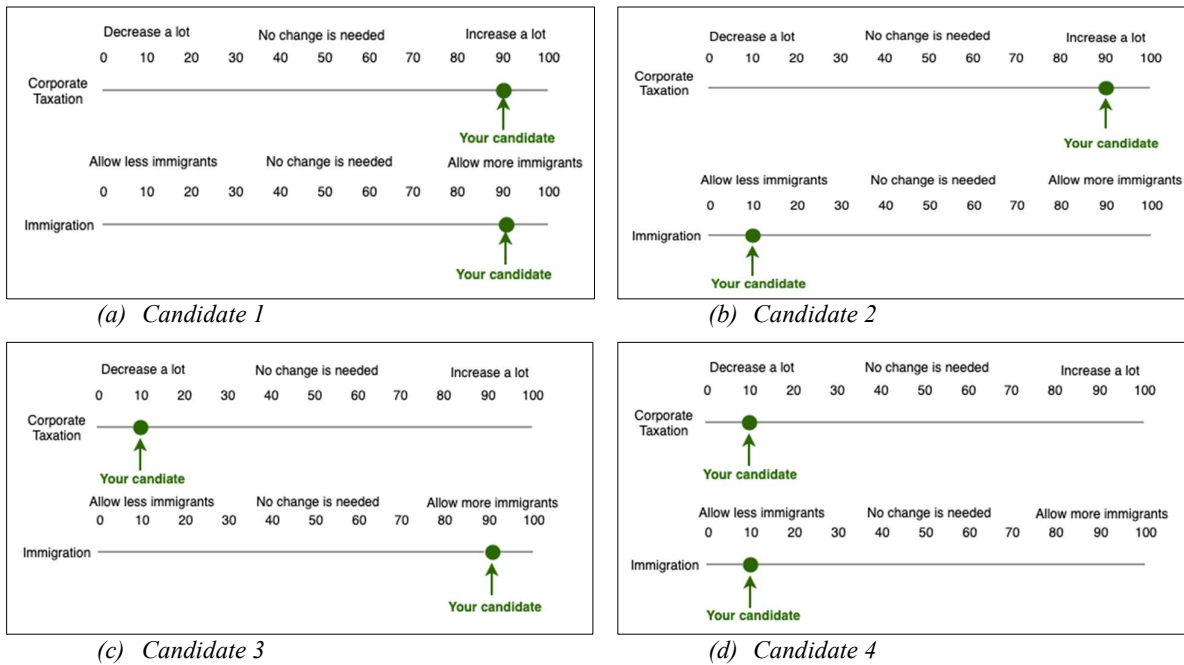 Decrease a lot No change is needed Increase a lot
0 10 20 30 40 50 60 70 80 90 100
Corporate
Taxation
Your candidate
Allow less immigrants No change is needed Allow more immigrants
0 10 20 30 40 50 60 70 80 90 100
Immigration
Your candidate
(a) Candidate 1
Decrease a lot No change is needed Increase a lot
0 10 20 30 40 50 60 70 80 90 100
Corporate
Taxation
Your candidate
Allow less immigrants No change is needed Allow more immigrants
0 10 20 30 40 50 60 70 80 90 100
Immigration
Your candidate
(b) Candidate 2
Decrease a lot No change is needed Increase a lot
0 10 20 30 40 50 60 70 80 90 100
Corporate
Taxation
Your candiate
Allow less immigrants No change is needed Allow more immigrants
0 10 20 30 40 50 60 70 80 90 100
Immigration
Your candidate
(c) Candidate 3
Decrease a lot No change is needed Increase a lot
0 10 20 30 40 50 60 70 80 90 100
Corporate
Taxation
Your candidate
Allow less immigrants No change is needed Allow more immigrants
0 10 20 30 40 50 60 70 80 90 100
Immigration
Your candidate
(d) Candidate 4